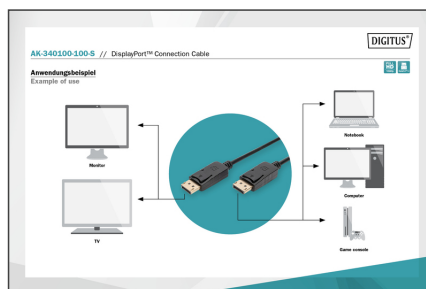 DIGITUS®
AK-340100-100-S // DisplayPort™ Connection Cable
Anwendungsbeispiel
Example of use
Monitor
TV
Notebook
Computer
Game console